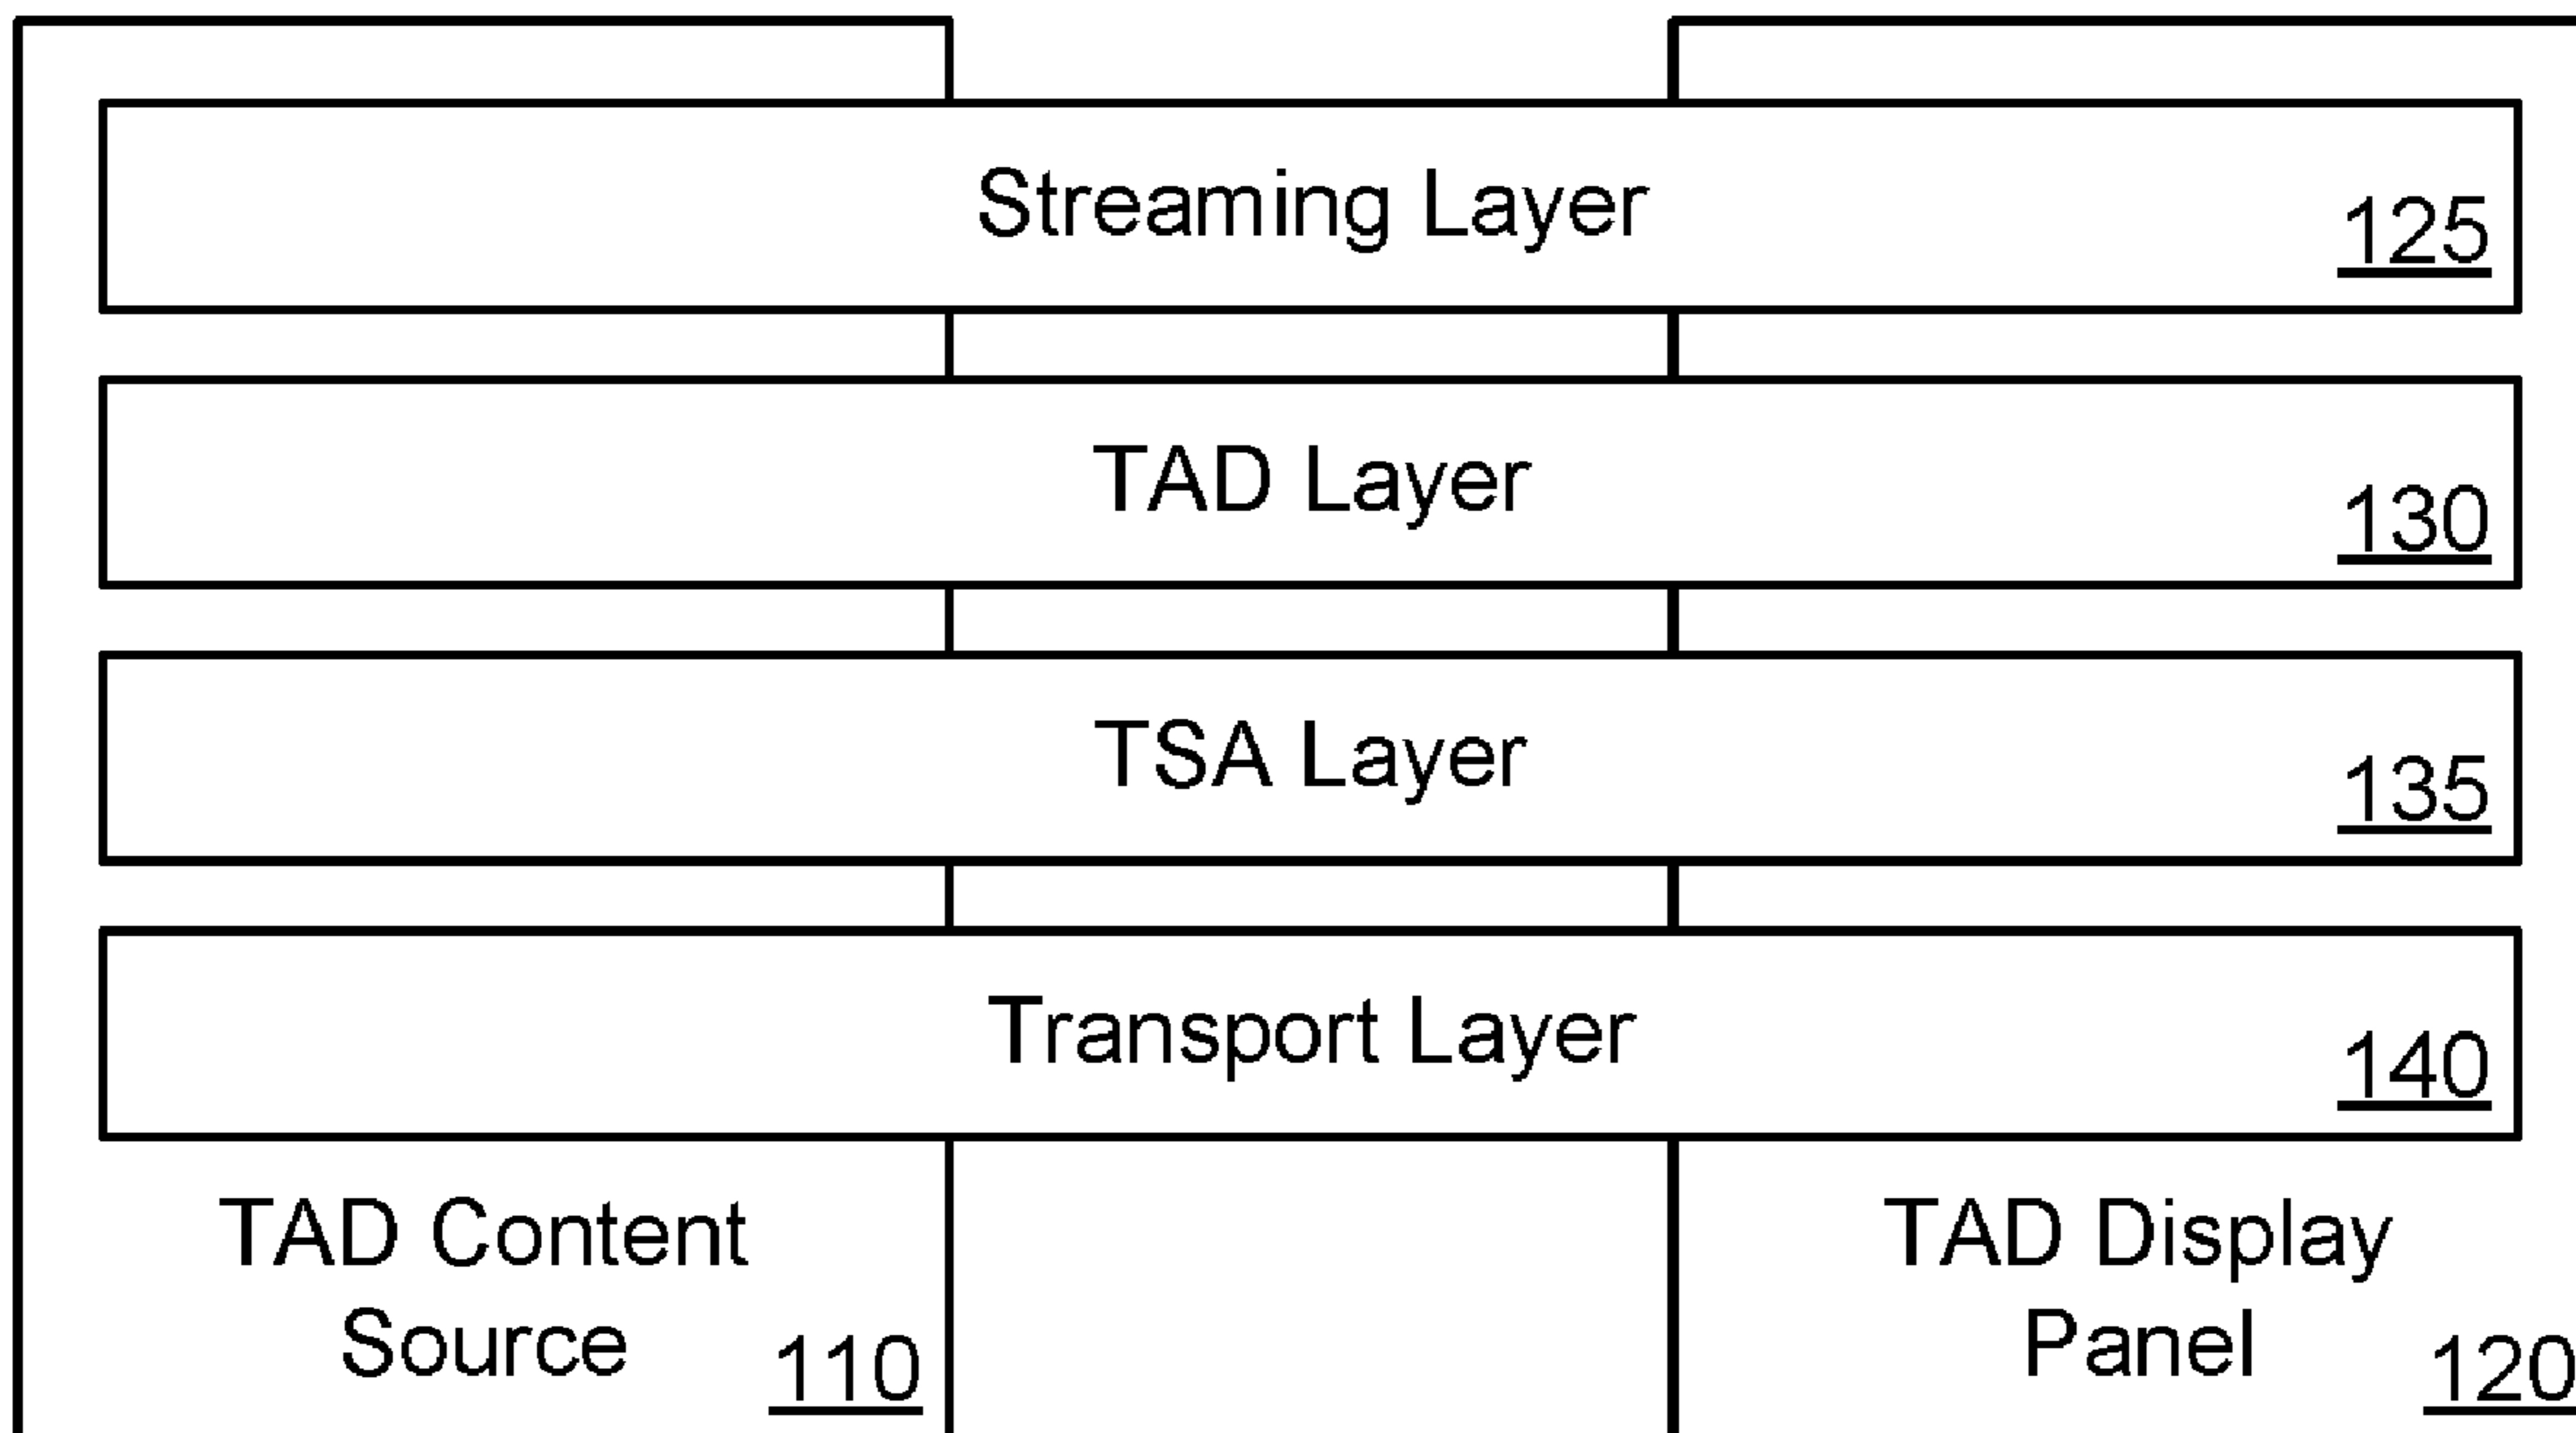 Streaming Layer
125
TAD Layer
130
TSA Layer
135
Transport Layer
140
TAD Content
Source
110
TAD Display
Panel
120